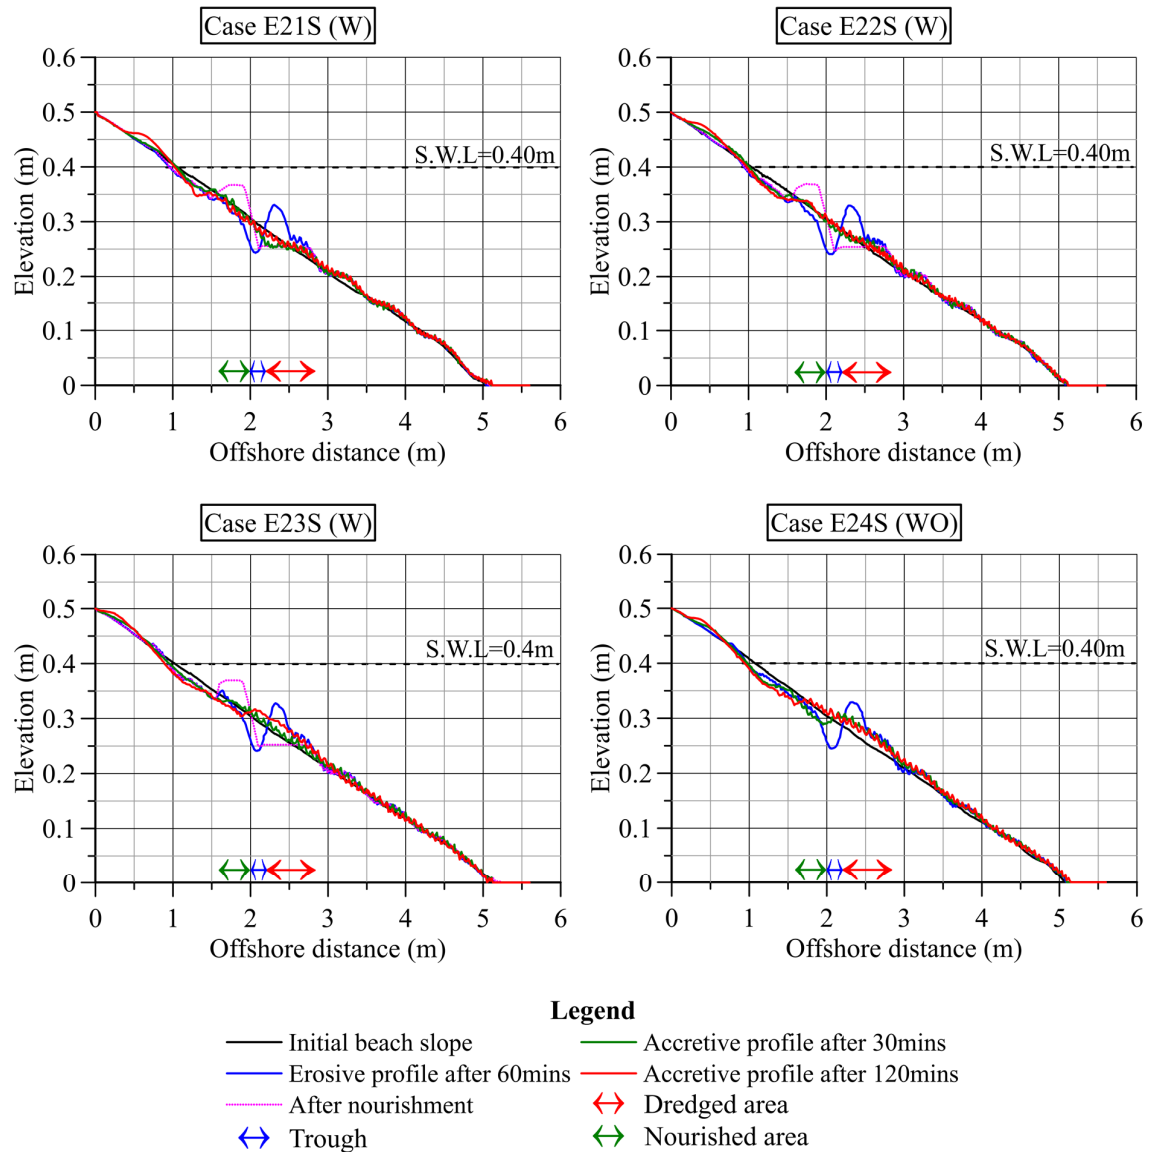 Case E21S (W)
0.6
0.5
0.4
0.3
0.2
0.1
0
Elevation (m)
S.W.L=0.40m
0 1 2 3 4 5 6
Offshore distance (m)
Case E22S (W)
0.6
0.5
0.4
0.3
0.2
0.1
0
Elevation (m)
S.W.L=0.40m
0 1 2 3 4 5 6
Offshore distance (m)
Case E23S (W)
0.6
0.5
0.4
0.3
0.2
0.1
0
Elevation (m)
S.W.L=0.4m
0 1 2 3 4 5 6
Offshore distance (m)
Case E24S (WO)
0.6
0.5
0.4
0.3
0.2
0.1
0
Elevation (m)
S.W.L=0.40m
0 1 2 3 4 5 6
Offshore distance (m)
Legend
Initial beach slope
Accretive profile after 30mins
Erosive profile after 60mins
Accretive profile after 120mins
After nourishment
Dredged area
Trough
Nourished area